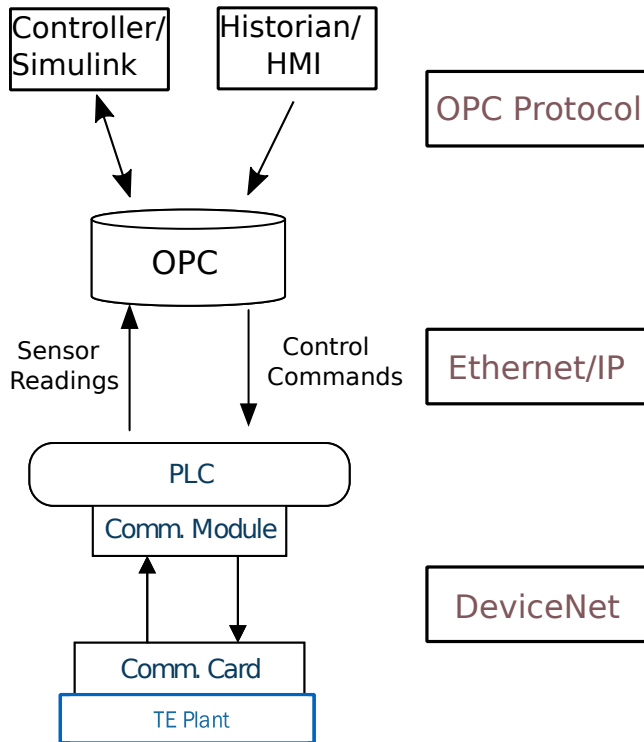 Controller/
Simulink
Historian/
HMI
OPC Protocol
OPC
Sensor
Readings
Control
Commands
Ethernet/IP
PLC
Comm. Module
DeviceNet
Comm. Card
TE Plant